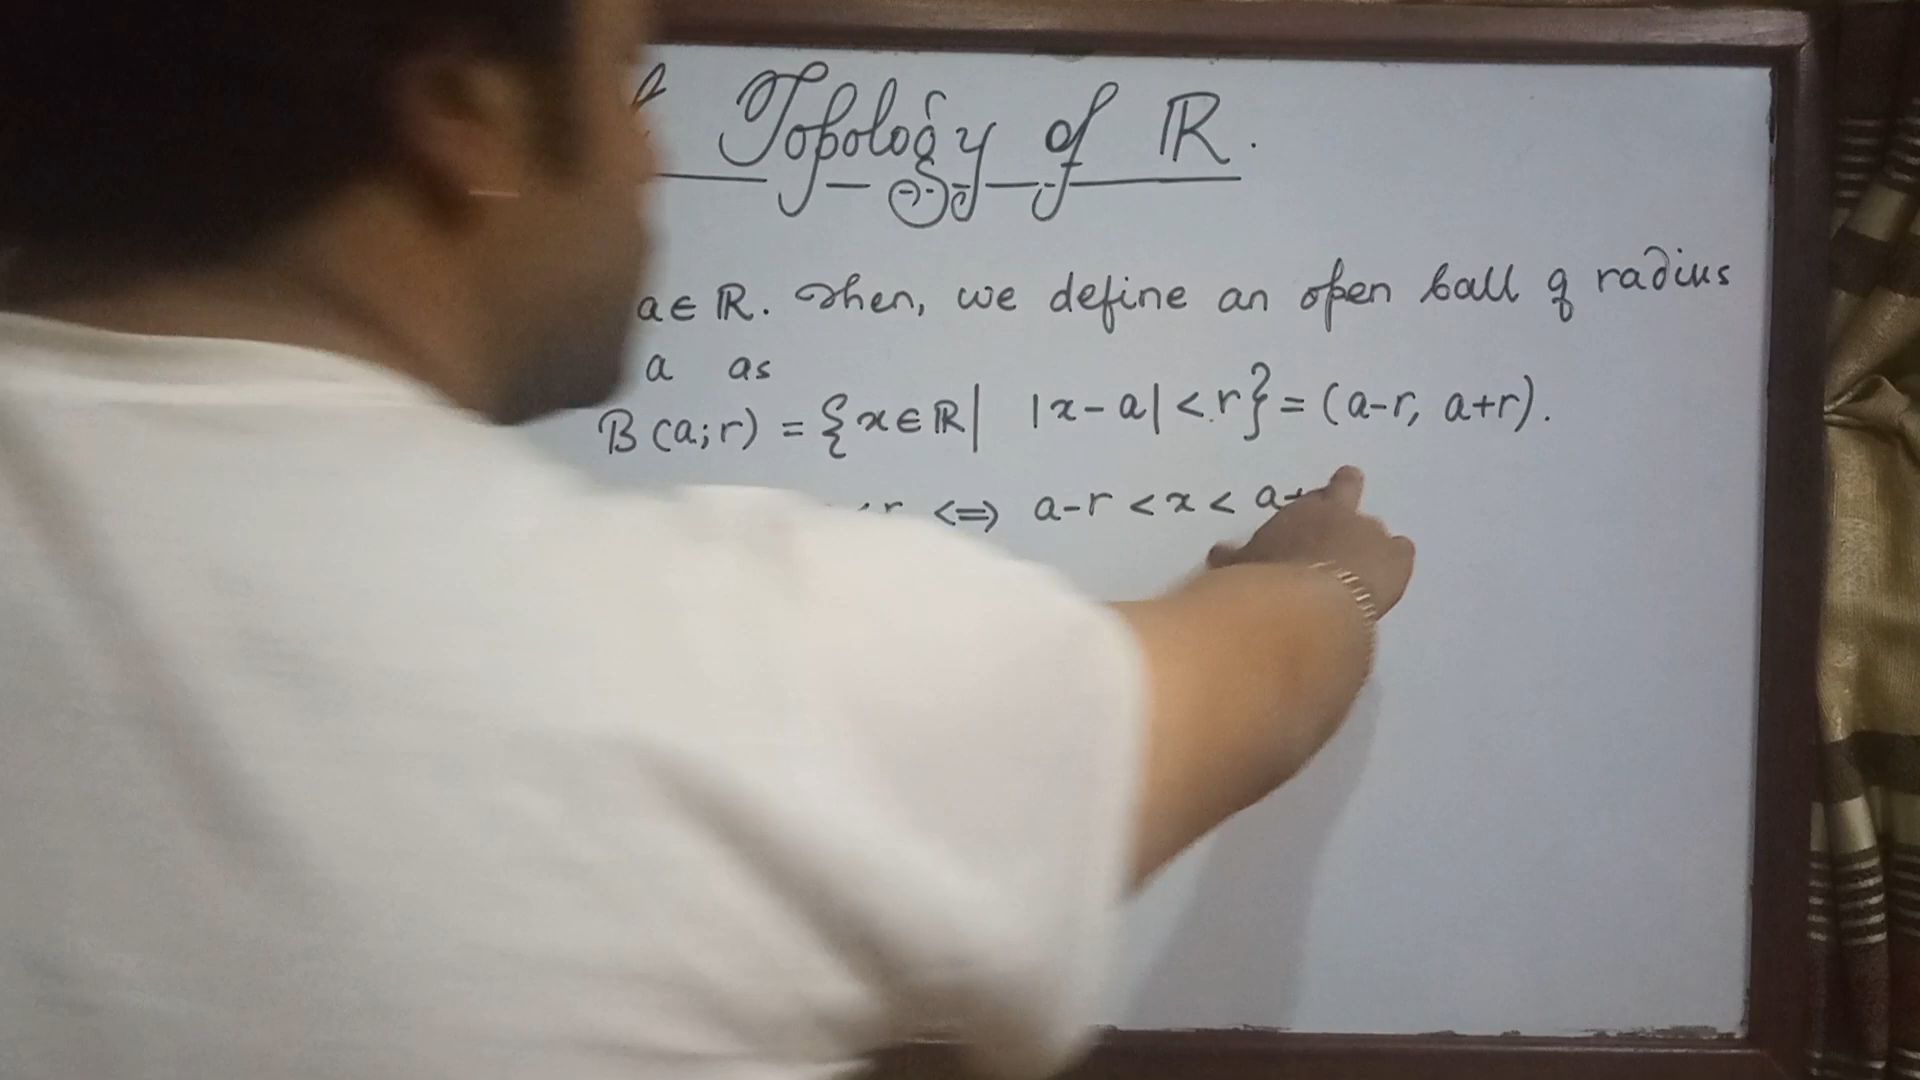 Topology of ℝ.
a ∈ ℝ. Then, we define an open ball of radius
a as
B(a;r) = {x ∈ ℝ| |x-a| < r} = (a-r, a+r).
<r <=> a-r < x < a+